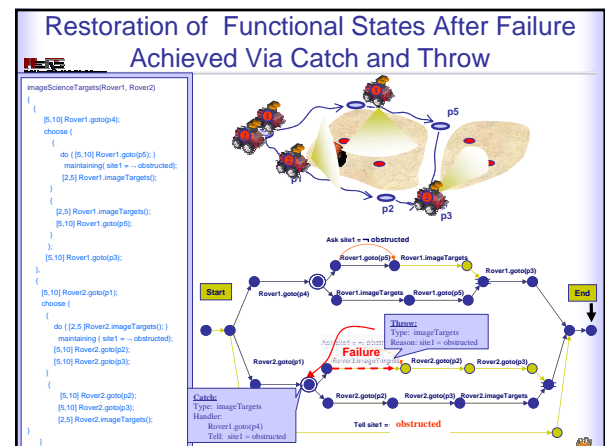 Restoration of Functional States After Failure
Achieved Via Catch and Throw
imageScienceTargets(Rover1, Rover2)
{
{
[5,10] Rover1.goto(p4);
choose {
{
do { [5,10] Rover1.goto(p5); }
maintaining( site1 = ¬ obstructed);
[2,5] Rover1.imageTargets();
}
{
[2,5] Rover1.imageTargets();
[5,10] Rover1.goto(p5);
}
};
[5,10] Rover1.goto(p3);
},
{
[5,10] Rover2.goto(p1);
choose {
{
do { [2,5 ]Rover2.imageTargets(); }
maintaining ( site1 = ¬ obstructed);
[5,10] Rover2.goto(p2);
[5,10] Rover2.goto(p3);
}
{
[5,10] Rover2.goto(p2);
[5,10] Rover2.goto(p3);
[2,5] Rover2.imageTargets();
}
}
p5
p1
p2
p3
Ask site1 = ¬ obstructed
Rover1.goto(p5)
Rover1.imageTargets
Rover1.goto(p3)
Start
Rover1.goto(p4)
Rover1.imageTargets
Rover1.goto(p5)
End
Throw:
Type: imageTargets
Reason: site1 = obstructed
Failure
Rover2.goto(p1)
Rover2.imageTargets
Rover2.goto(p2)
Rover2.goto(p3)
Rover2.goto(p2)
Rover2.goto(p3)
Rover2.imageTargets
Catch:
Type: imageTargets
Handler:
Rover1.goto(p4)
Tell: site1 = obstructed
Tell site1 = obstructed